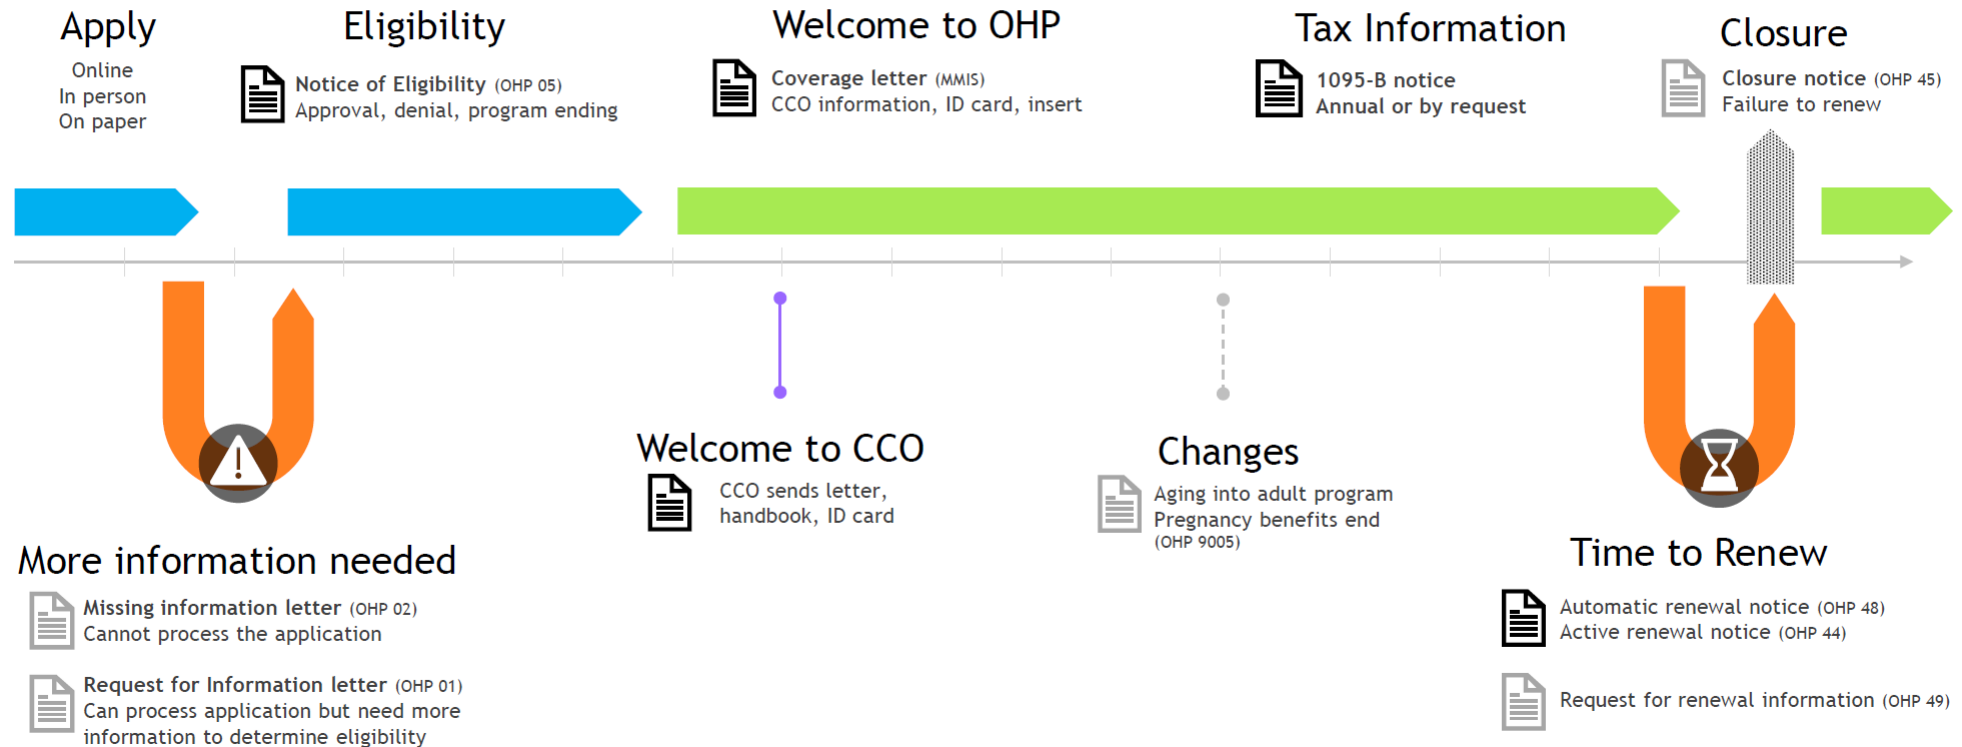 Apply
Online
In person
On paper
Eligibility
Notice of Eligibility (OHP 05)
Approval, denial, program ending
Welcome to OHP
Coverage letter (MMIS)
CCO information, ID card, insert
Tax Information
1095-B notice
Annual or by request
Closure
Closure notice (OHP 45)
Failure to renew
More information needed
Missing information letter (OHP 02)
Cannot process the application
Request for Information letter (OHP 01)
Can process application but need more
information to determine eligibility
Welcome to CCO
CCO sends letter,
handbook, ID card
Changes
Aging into adult program
Pregnancy benefits end
(OHP 9005)
Time to Renew
Automatic renewal notice (OHP 48)
Active renewal notice (OHP 44)
Request for renewal information (OHP 49)